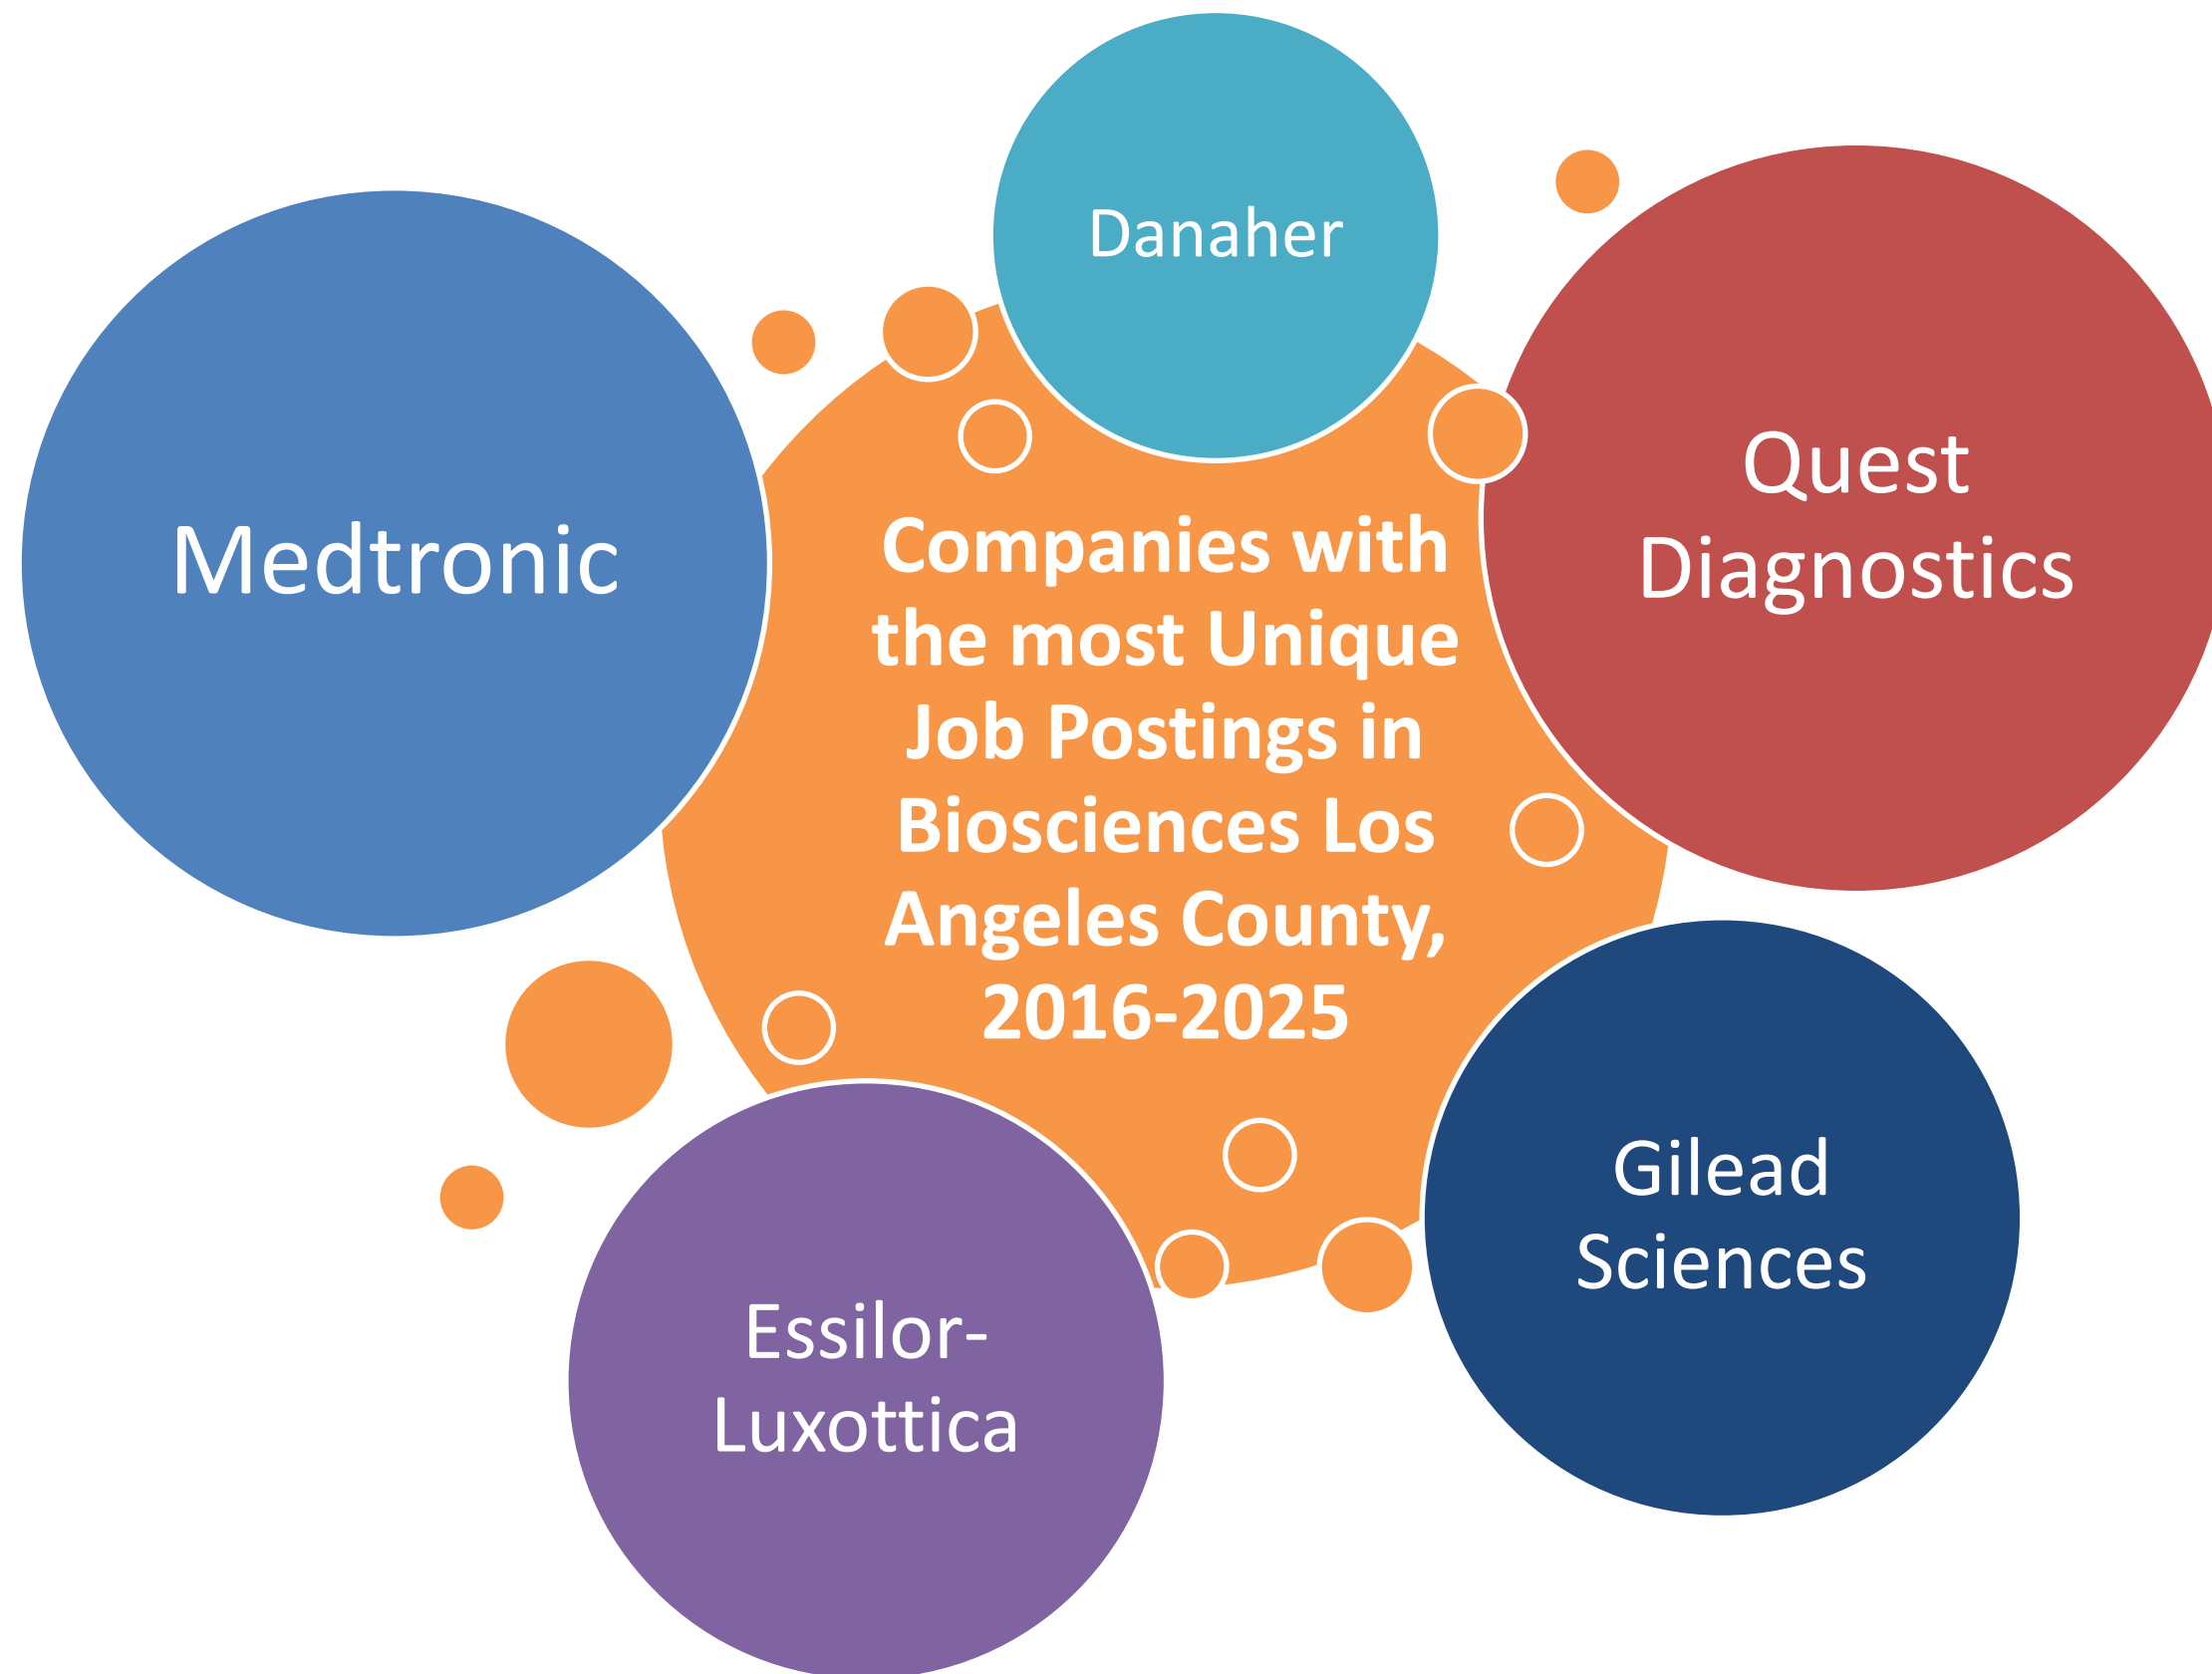 Danaher
Quest
Diagnostics
Medtronic
Companies with
the most Unique
Job Postings in
Biosciences Los
Angeles County,
2016-2025
Gilead
Sciences
Essilor-
Luxottica